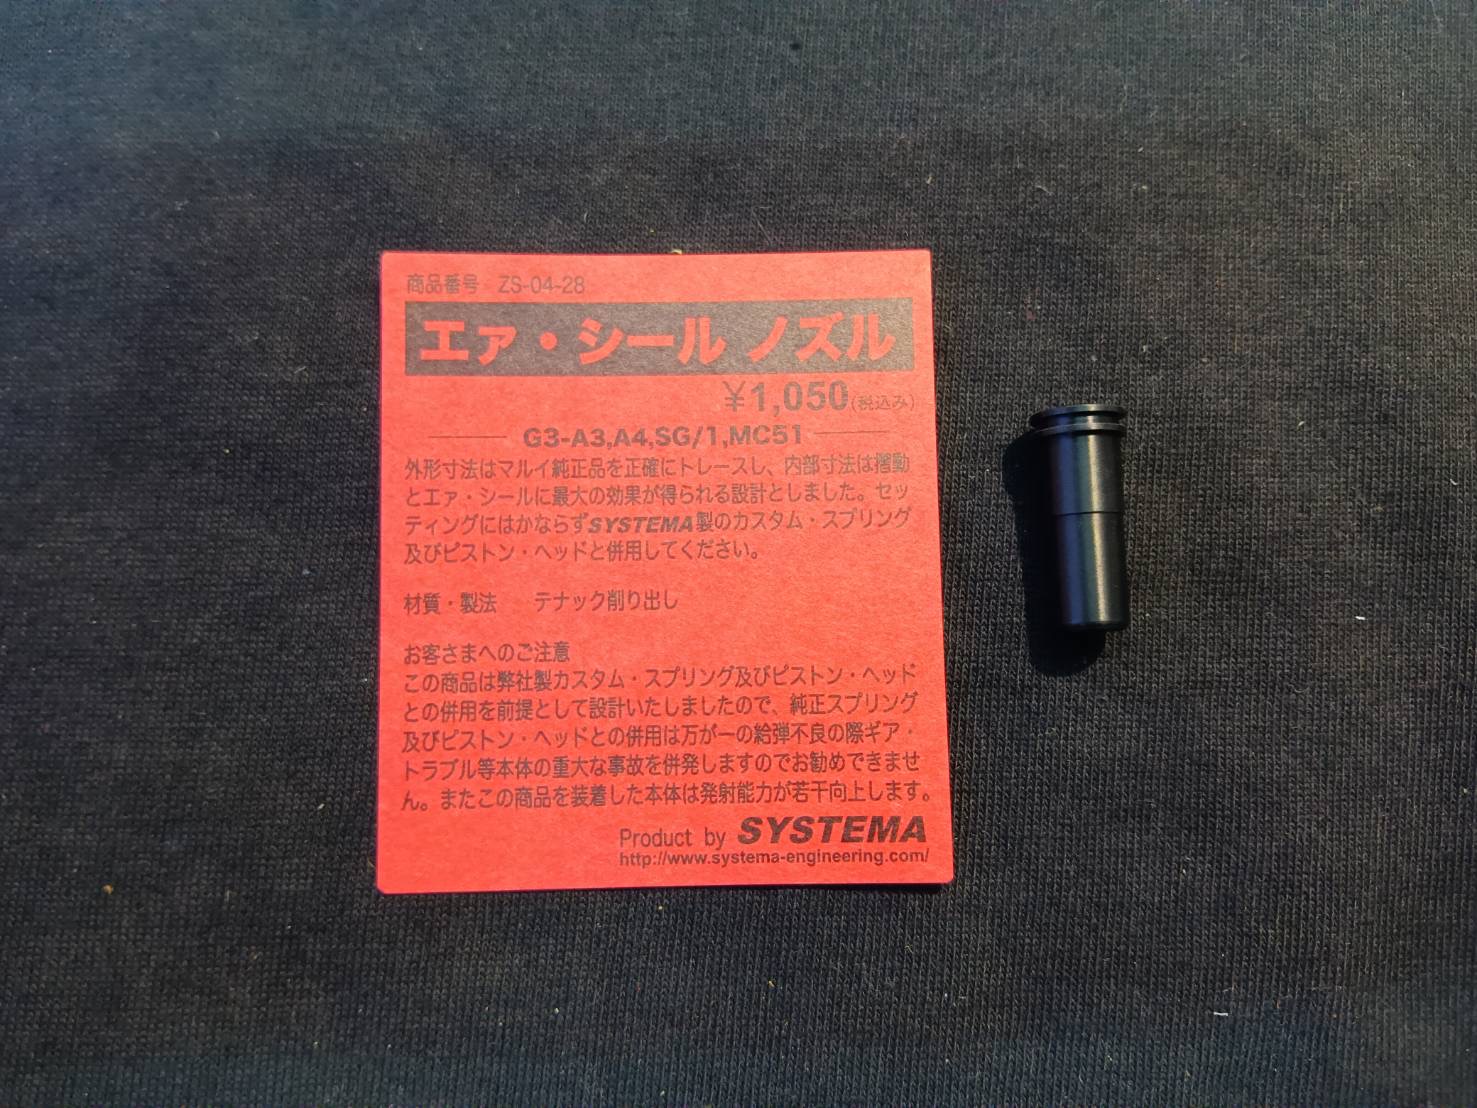 商品番号 ZS-04-28
エァ・シール ノズル
¥1,050(税込み)
G3-A3,A4,SG/1,MC51
外形寸法はマルイ純正品を正確にトレースし、内部寸法は摺動
とエァ・シールに最大の効果が得られる設計としました。セッ
ティングにはかならずSYSTEMA製のカスタム・スプリング
及びピストン・ヘッドと併用してください。
材質・製法 テナック削り出し
お客さまへのご注意
この商品は弊社製カスタム・スプリング及びピストン・ヘッド
との併用を前提として設計いたしましたので、純正スプリング
及びピストン・ヘッドとの併用は万が一の給弾不良の際ギア・
トラブル等本体の重大な事故を併発しますのでお勧めできませ
ん。またこの商品を装着した本体は発射能力が若干向上します。
Product by SYSTEMA
http://www.systema-engineering.com/